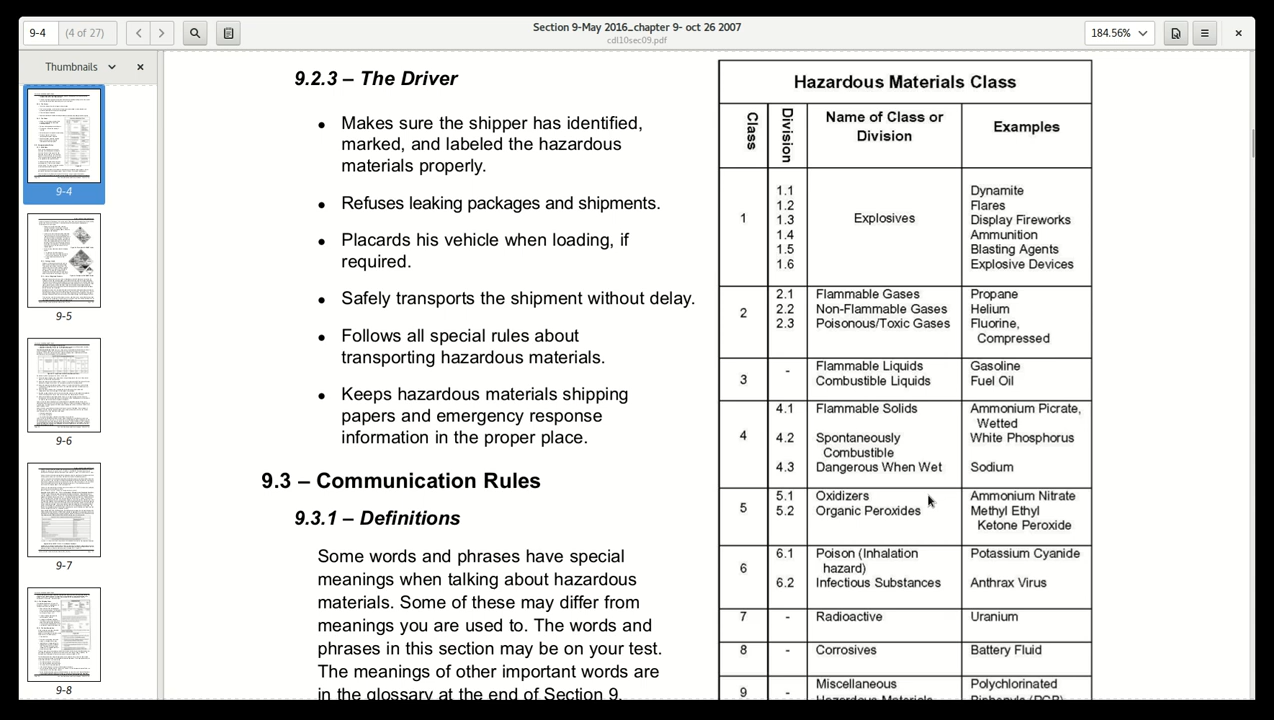 9-4
(4 of 27)
Section 9-May 2016_chapter 9- oct 26 2007
cdl10sec09.pdf
184.56%
Thumbnails
9-4
9-5
9-6
9-7
9-8
9.2.3 – The Driver
• Makes sure the shipper has identified,
marked, and labeled the hazardous
materials properly.
• Refuses leaking packages and shipments.
• Placards his vehicle when loading, if
required.
• Safely transports the shipment without delay.
• Follows all special rules about
transporting hazardous materials.
• Keeps hazardous materials shipping
papers and emergency response
information in the proper place.
9.3 – Communication Rules
9.3.1 – Definitions
Some words and phrases have special
meanings when talking about hazardous
materials. Some of these may differ from
meanings you are used to. The words and
phrases in this section may be on your test.
The meanings of other important words are
in the glossary at the end of Section 9.
Hazardous Materials Class
Class Division Name of Class or Division Examples
1
1.1 Dynamite
1.2 Flares
1.3 Explosives Display Fireworks
1.4 Ammunition
1.5 Blasting Agents
1.6 Explosive Devices
2
2.1 Flammable Gases Propane
2.2 Non-Flammable Gases Helium
2.3 Poisonous/Toxic Gases Fluorine,
Compressed
3 -
Flammable Liquids Gasoline
Combustible Liquids Fuel Oil
4
4.1 Flammable Solids Ammonium Picrate,
Wetted
4.2 Spontaneously White Phosphorus
Combustible
4.3 Dangerous When Wet Sodium
5
5.1 Oxidizers Ammonium Nitrate
5.2 Organic Peroxides Methyl Ethyl
Ketone Peroxide
6
6.1 Poison (Inhalation Potassium Cyanide
hazard)
6.2 Infectious Substances Anthrax Virus
7 - Radioactive Uranium
8 - Corrosives Battery Fluid
9 - Miscellaneous Polychlorinated
Hazardous Materials Biphenyls (PCB)